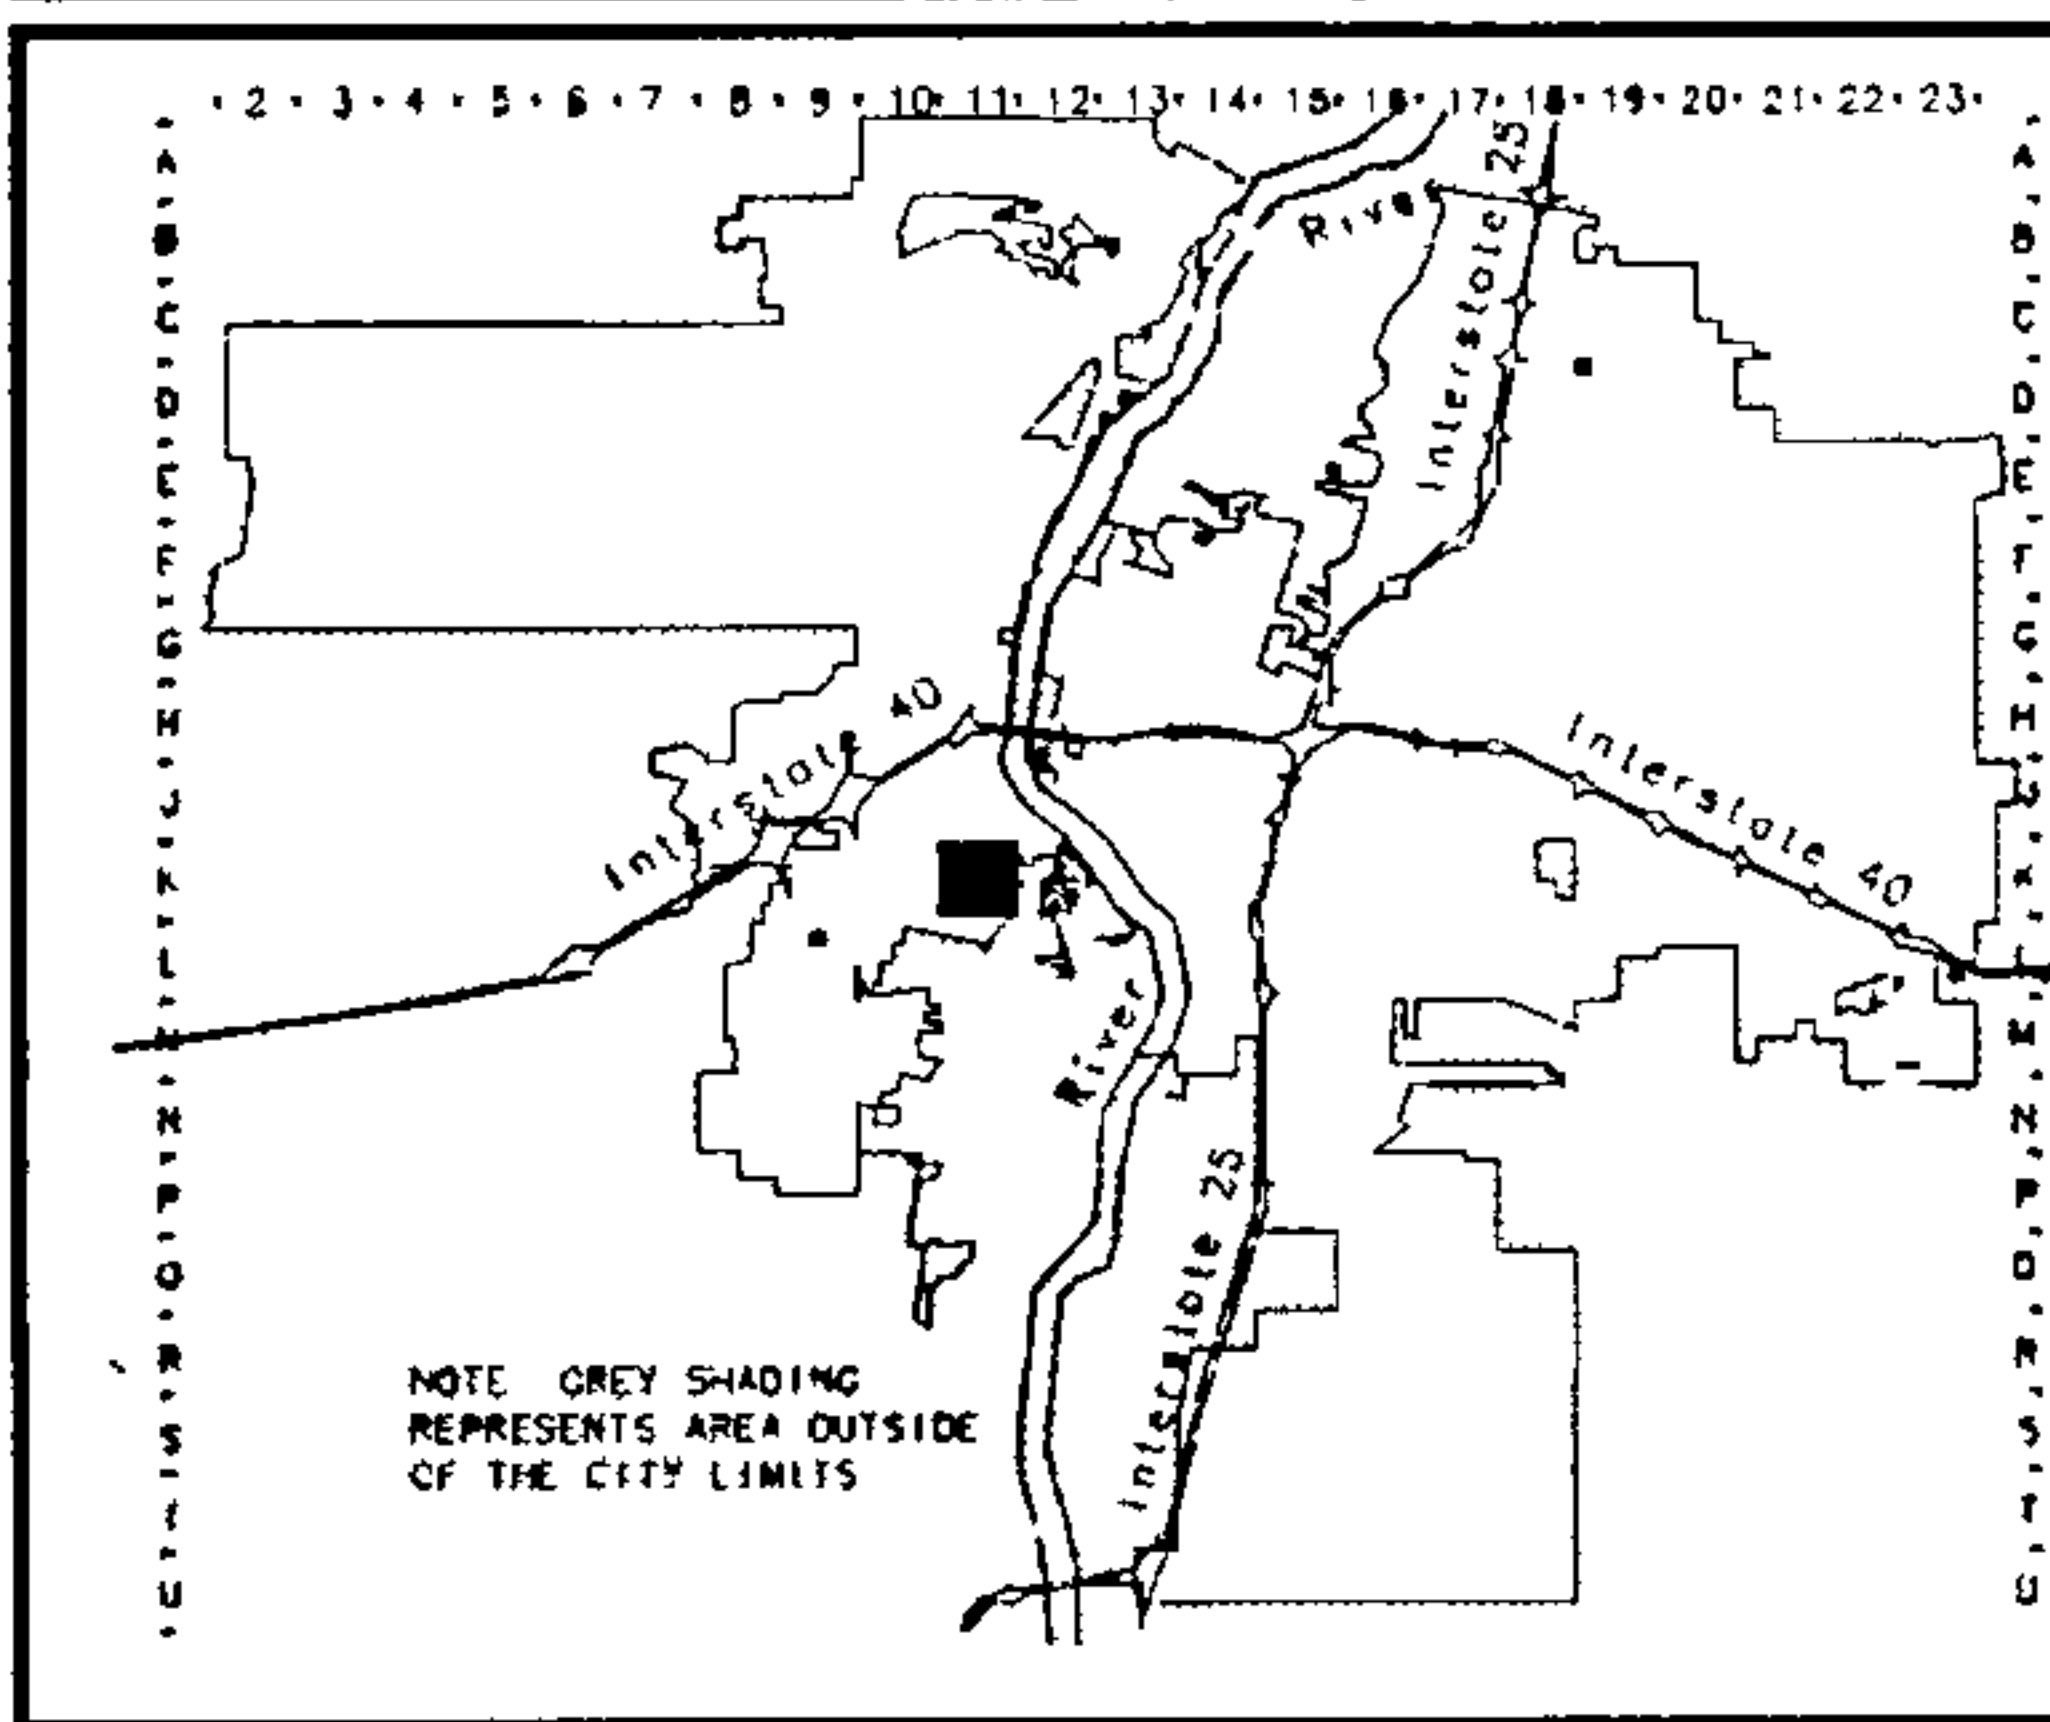 · 2 · 3 · 4 · 5 · 6 · 7 · 8 · 9 · 10 · 11 · 12 · 13 · 14 · 15 · 16 · 17 · 18 · 19 · 20 · 21 · 22 · 23 ·
A A
B B
C C
D D
E E
F F
G G
H H
J J
K K
L L
M M
N N
P P
Q Q
R R
S S
T T
U U
River
Interstate 25
Interstate 40
Interstate 40
River
Interstate 25
NOTE GREY SHADING
REPRESENTS AREA OUTSIDE
OF THE CITY LIMITS